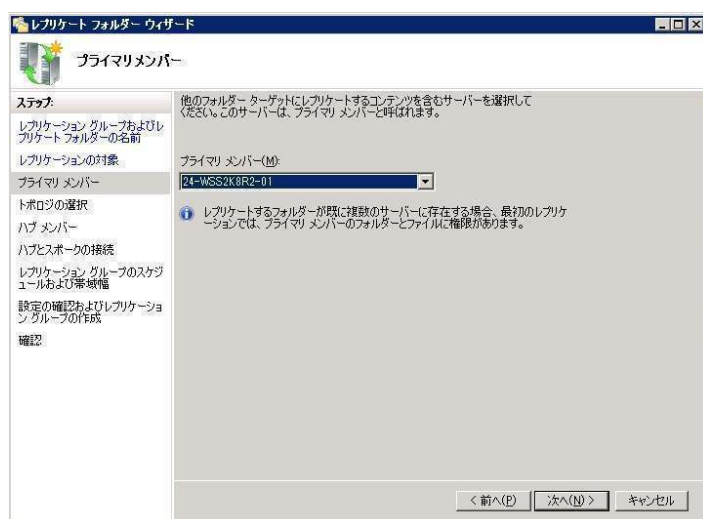 レプリケート フォルダー ウィザード
プライマリ メンバー
ステップ:
レプリケーション グループおよびレ
プリケート フォルダーの名前
レプリケーションの対象
プライマリ メンバー
トポロジの選択
ハブ メンバー
ハブとスポークの接続
レプリケーション グループのスケジ
ュールおよび帯域幅
設定の確認およびレプリケーショ
ン グループの作成
確認
他のフォルダー ターゲットにレプリケートするコンテンツを含むサーバーを選択して
ください。このサーバーは、プライマリ メンバーと呼ばれます。
プライマリ メンバー(M):
24-WSS2K8R2-01
レプリケートするフォルダーが既に複数のサーバーに存在する場合、最初のレプリケ
ーションでは、プライマリ メンバーのフォルダーとファイルに権限があります。
< 前へ(P)
次へ(N) >
キャンセル